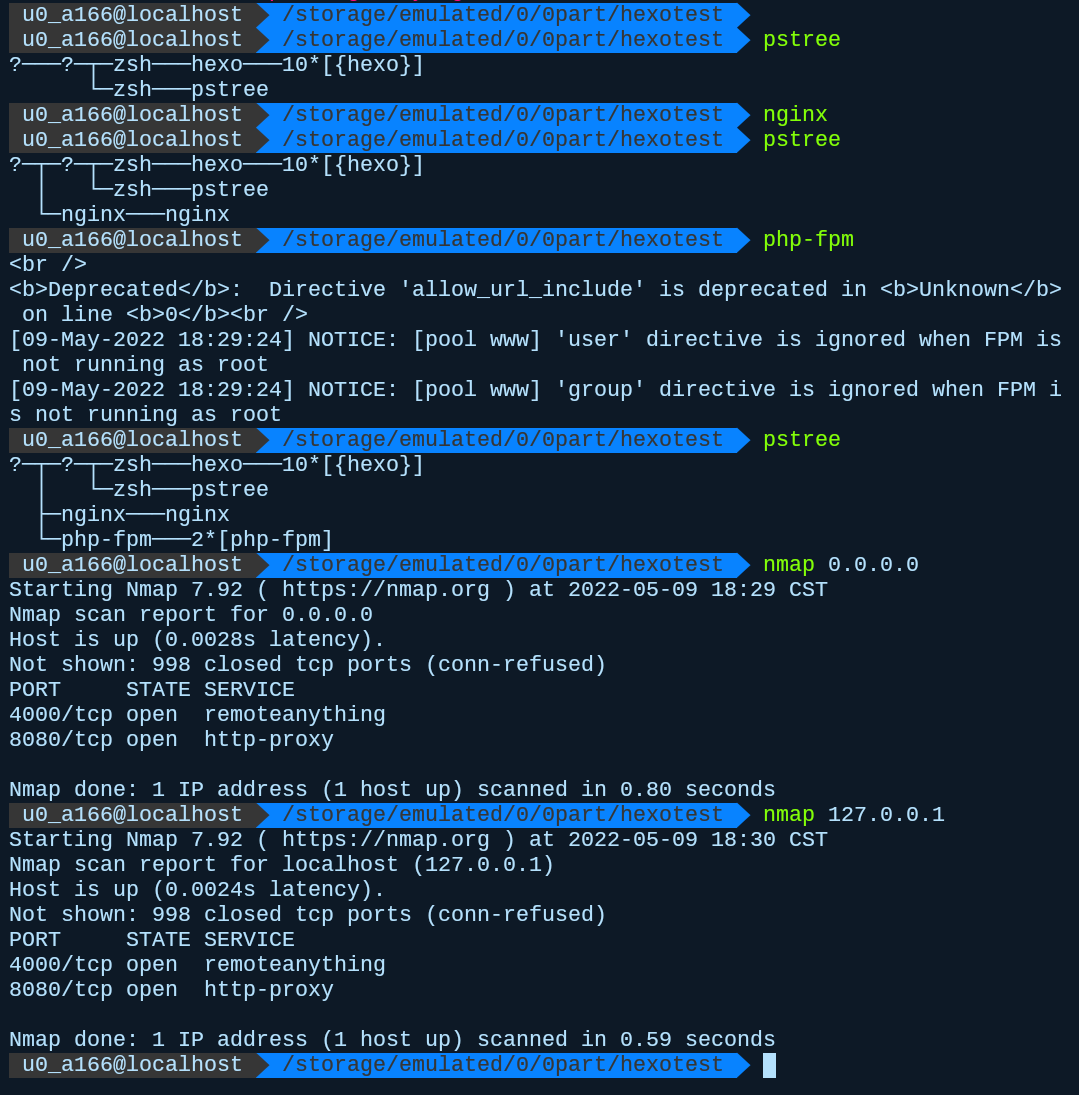 u0_a166@localhost /storage/emulated/0/0part/hexotest
u0_a166@localhost /storage/emulated/0/0part/hexotest pstree
?───?─┬─zsh───hexo───10*[{hexo}]
      └─zsh───pstree
u0_a166@localhost /storage/emulated/0/0part/hexotest nginx
u0_a166@localhost /storage/emulated/0/0part/hexotest pstree
?─┬─?─┬─zsh───hexo───10*[{hexo}]
  │   └─zsh───pstree
  └─nginx───nginx
u0_a166@localhost /storage/emulated/0/0part/hexotest php-fpm
<br />
<b>Deprecated</b>:  Directive 'allow_url_include' is deprecated in <b>Unknown</b>
 on line <b>0</b><br />
[09-May-2022 18:29:24] NOTICE: [pool www] 'user' directive is ignored when FPM is
 not running as root
[09-May-2022 18:29:24] NOTICE: [pool www] 'group' directive is ignored when FPM i
s not running as root
u0_a166@localhost /storage/emulated/0/0part/hexotest pstree
?─┬─?─┬─zsh───hexo───10*[{hexo}]
  │   └─zsh───pstree
  ├─nginx───nginx
  └─php-fpm───2*[php-fpm]
u0_a166@localhost /storage/emulated/0/0part/hexotest nmap 0.0.0.0
Starting Nmap 7.92 ( https://nmap.org ) at 2022-05-09 18:29 CST
Nmap scan report for 0.0.0.0
Host is up (0.0028s latency).
Not shown: 998 closed tcp ports (conn-refused)
PORT     STATE SERVICE
4000/tcp open  remoteanything
8080/tcp open  http-proxy

Nmap done: 1 IP address (1 host up) scanned in 0.80 seconds
u0_a166@localhost /storage/emulated/0/0part/hexotest nmap 127.0.0.1
Starting Nmap 7.92 ( https://nmap.org ) at 2022-05-09 18:30 CST
Nmap scan report for localhost (127.0.0.1)
Host is up (0.0024s latency).
Not shown: 998 closed tcp ports (conn-refused)
PORT     STATE SERVICE
4000/tcp open  remoteanything
8080/tcp open  http-proxy

Nmap done: 1 IP address (1 host up) scanned in 0.59 seconds
u0_a166@localhost /storage/emulated/0/0part/hexotest